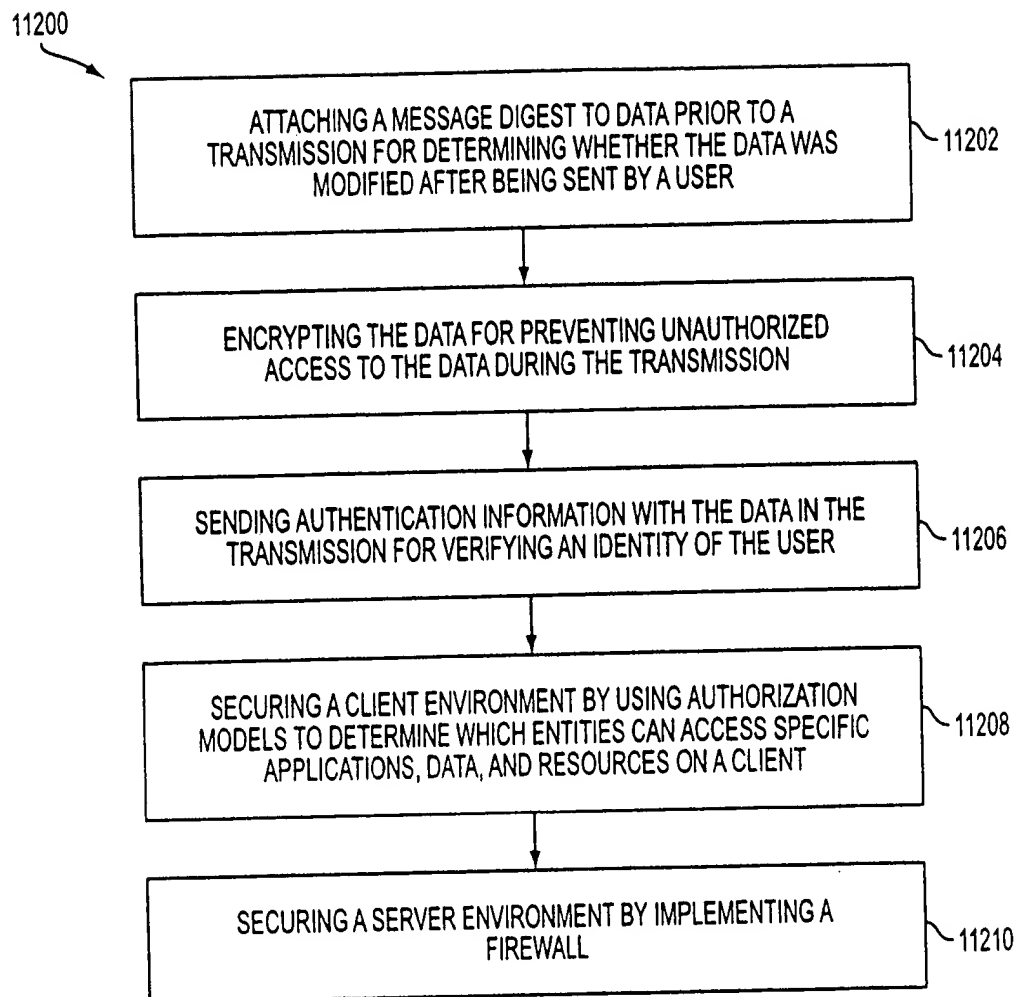 11200
ATTACHING A MESSAGE DIGEST TO DATA PRIOR TO A
TRANSMISSION FOR DETERMINING WHETHER THE DATA WAS
MODIFIED AFTER BEING SENT BY A USER
11202
ENCRYPTING THE DATA FOR PREVENTING UNAUTHORIZED
ACCESS TO THE DATA DURING THE TRANSMISSION
11204
SENDING AUTHENTICATION INFORMATION WITH THE DATA IN THE
TRANSMISSION FOR VERIFYING AN IDENTITY OF THE USER
11206
SECURING A CLIENT ENVIRONMENT BY USING AUTHORIZATION
MODELS TO DETERMINE WHICH ENTITIES CAN ACCESS SPECIFIC
APPLICATIONS, DATA, AND RESOURCES ON A CLIENT
11208
SECURING A SERVER ENVIRONMENT BY IMPLEMENTING A
FIREWALL
11210